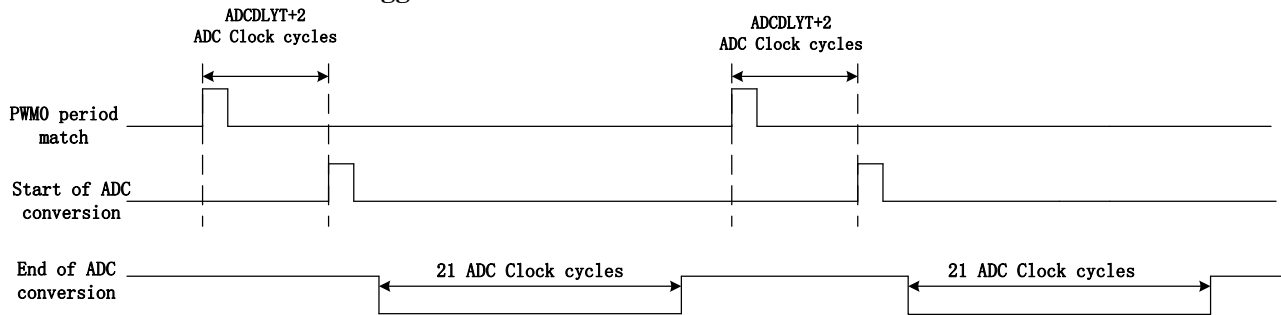 ADCDLYT+2
ADC Clock cycles
ADCDLYT+2
ADC Clock cycles
PWM0 period
match
Start of ADC
conversion
End of ADC
conversion
21 ADC Clock cycles
21 ADC Clock cycles